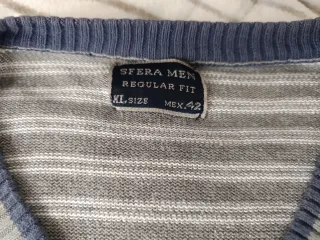 SFERA MEN
REGULAR FIT
XL SIZE MEX.42